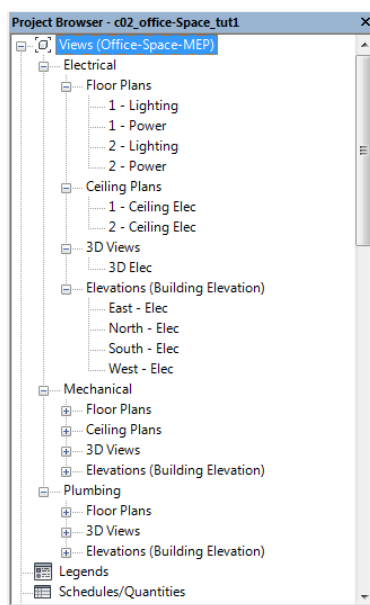 Project Browser - c02_office-Space_tut1
Views (Office-Space-MEP)
Electrical
Floor Plans
1 - Lighting
1 - Power
2 - Lighting
2 - Power
Ceiling Plans
1 - Ceiling Elec
2 - Ceiling Elec
3D Views
3D Elec
Elevations (Building Elevation)
East - Elec
North - Elec
South - Elec
West - Elec
Mechanical
Floor Plans
Ceiling Plans
3D Views
Elevations (Building Elevation)
Plumbing
Floor Plans
3D Views
Elevations (Building Elevation)
Legends
Schedules/Quantities